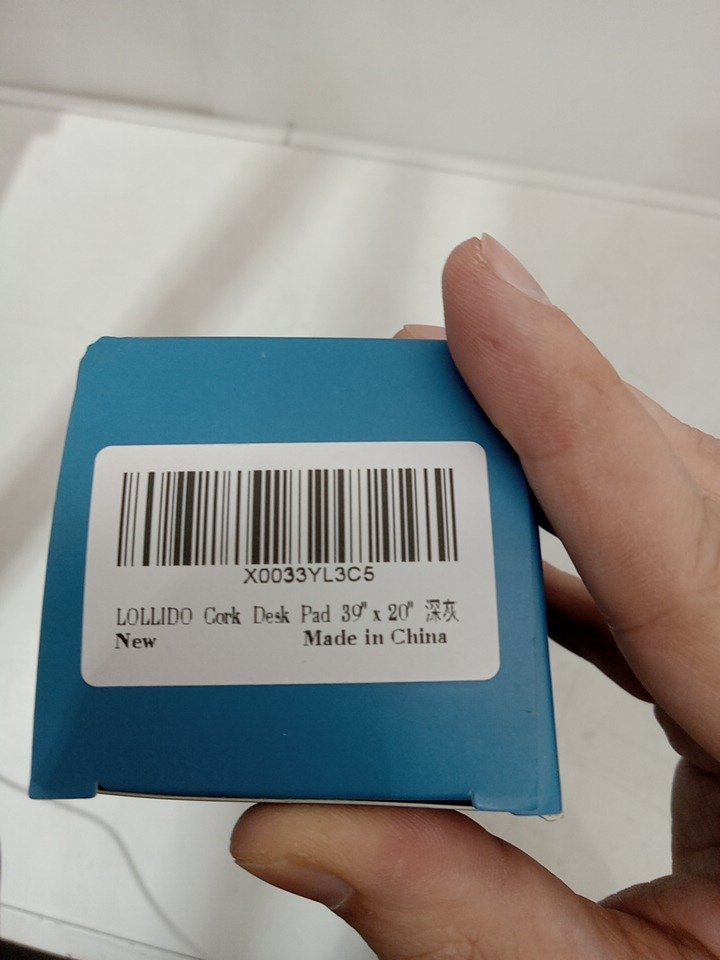 X0033YL3C5
LOLLIDO Cork Desk Pad 39" x 20" 深灰
New Made in China